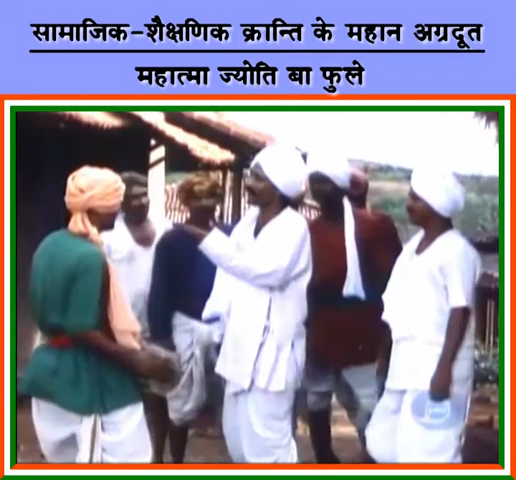 सामाजिक-शैक्षणिक क्रान्ति के महान अग्रदूत
महात्मा ज्योति बा फुले